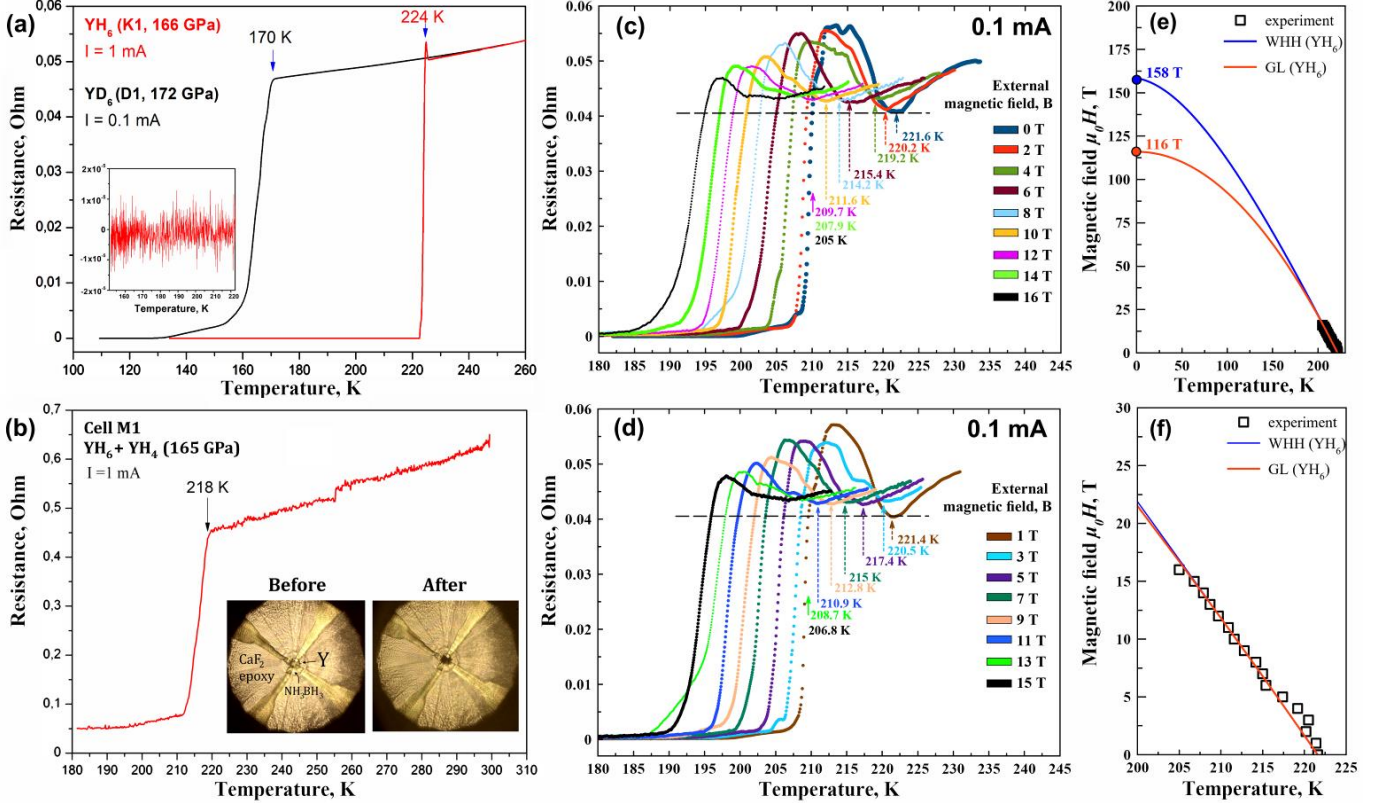 (a)
YH6 (K1, 166 GPa)
I = 1 mA
224 K
170 K
YD6 (D1, 172 GPa)
I = 0.1 mA
0,06
0,05
0,04
0,03
0,02
0,01
0
Resistance, Ohm
2x10⁻⁵
1x10⁻⁵
0
-1x10⁻⁵
-2x10⁻⁵
160 170 180 190 200 210 220
Temperature, K
100 120 140 160 180 200 220 240 260
Temperature, K
(b)
Cell M1
YH6 + YH4 (165 GPa)
I =1 mA
218 K
0,7
0,6
0,5
0,4
0,3
0,2
0,1
0
Resistance, Ohm
Before
After
CaF2
epoxy
Y
NH3BH3
180 190 200 210 220 230 240 250 260 270 280 290 300 310
Temperature, K
(c)
0.1 mA
0.06
0.05
0.04
0.03
0.02
0.01
0
Resistance, Ohm
External
magnetic field, B
0 T
2 T
4 T
6 T
8 T
10 T
12 T
14 T
16 T
221.6 K
220.2 K
219.2 K
215.4 K
214.2 K
211.6 K
209.7 K
207.9 K
205 K
180 185 190 195 200 205 210 215 220 225 230 235 240 245
Temperature, K
(d)
0.1 mA
0.06
0.05
0.04
0.03
0.02
0.01
0
Resistance, Ohm
External
magnetic field, B
1 T
3 T
5 T
7 T
9 T
11 T
13 T
15 T
221.4 K
220.5 K
217.4 K
215 K
212.8 K
210.9 K
208.7 K
206.8 K
180 185 190 195 200 205 210 215 220 225 230 235 240 245
Temperature, K
(e)
experiment
WHH (YH6)
GL (YH6)
158 T
116 T
200
175
150
125
100
75
50
25
0
Magnetic field μ0H, T
0 50 100 150 200
Temperature, K
(f)
experiment
WHH (YH6)
GL (YH6)
30
25
20
15
10
5
0
Magnetic field μ0H, T
200 205 210 215 220 225
Temperature, K